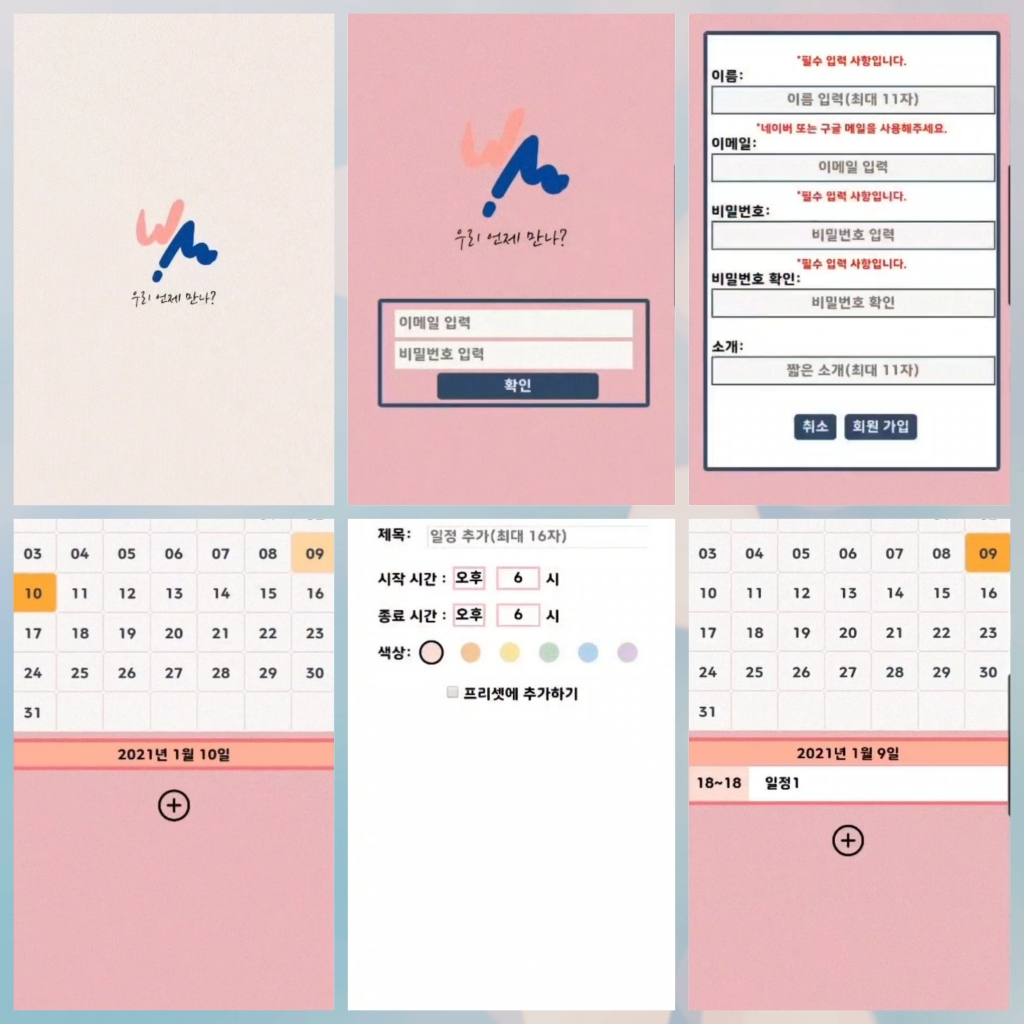 우리 언제 만나?
우리 언제 만나?
이메일 입력
비밀번호 입력
확인
*필수 입력 사항입니다.
이름:
이름 입력(최대 11자)
*네이버 또는 구글 메일을 사용해주세요.
이메일:
이메일 입력
*필수 입력 사항입니다.
비밀번호:
비밀번호 입력
*필수 입력 사항입니다.
비밀번호 확인:
비밀번호 확인
소개:
짧은 소개(최대 11자)
취소 회원 가입
03 04 05 06 07 08 09
10 11 12 13 14 15 16
17 18 19 20 21 22 23
24 25 26 27 28 29 30
31
2021년 1월 10일
제목: 일정 추가(최대 16자)
시작 시간 : 오후 6 시
종료 시간 : 오후 6 시
색상:
프리셋에 추가하기
03 04 05 06 07 08 09
10 11 12 13 14 15 16
17 18 19 20 21 22 23
24 25 26 27 28 29 30
31
2021년 1월 9일
18~18 일정1